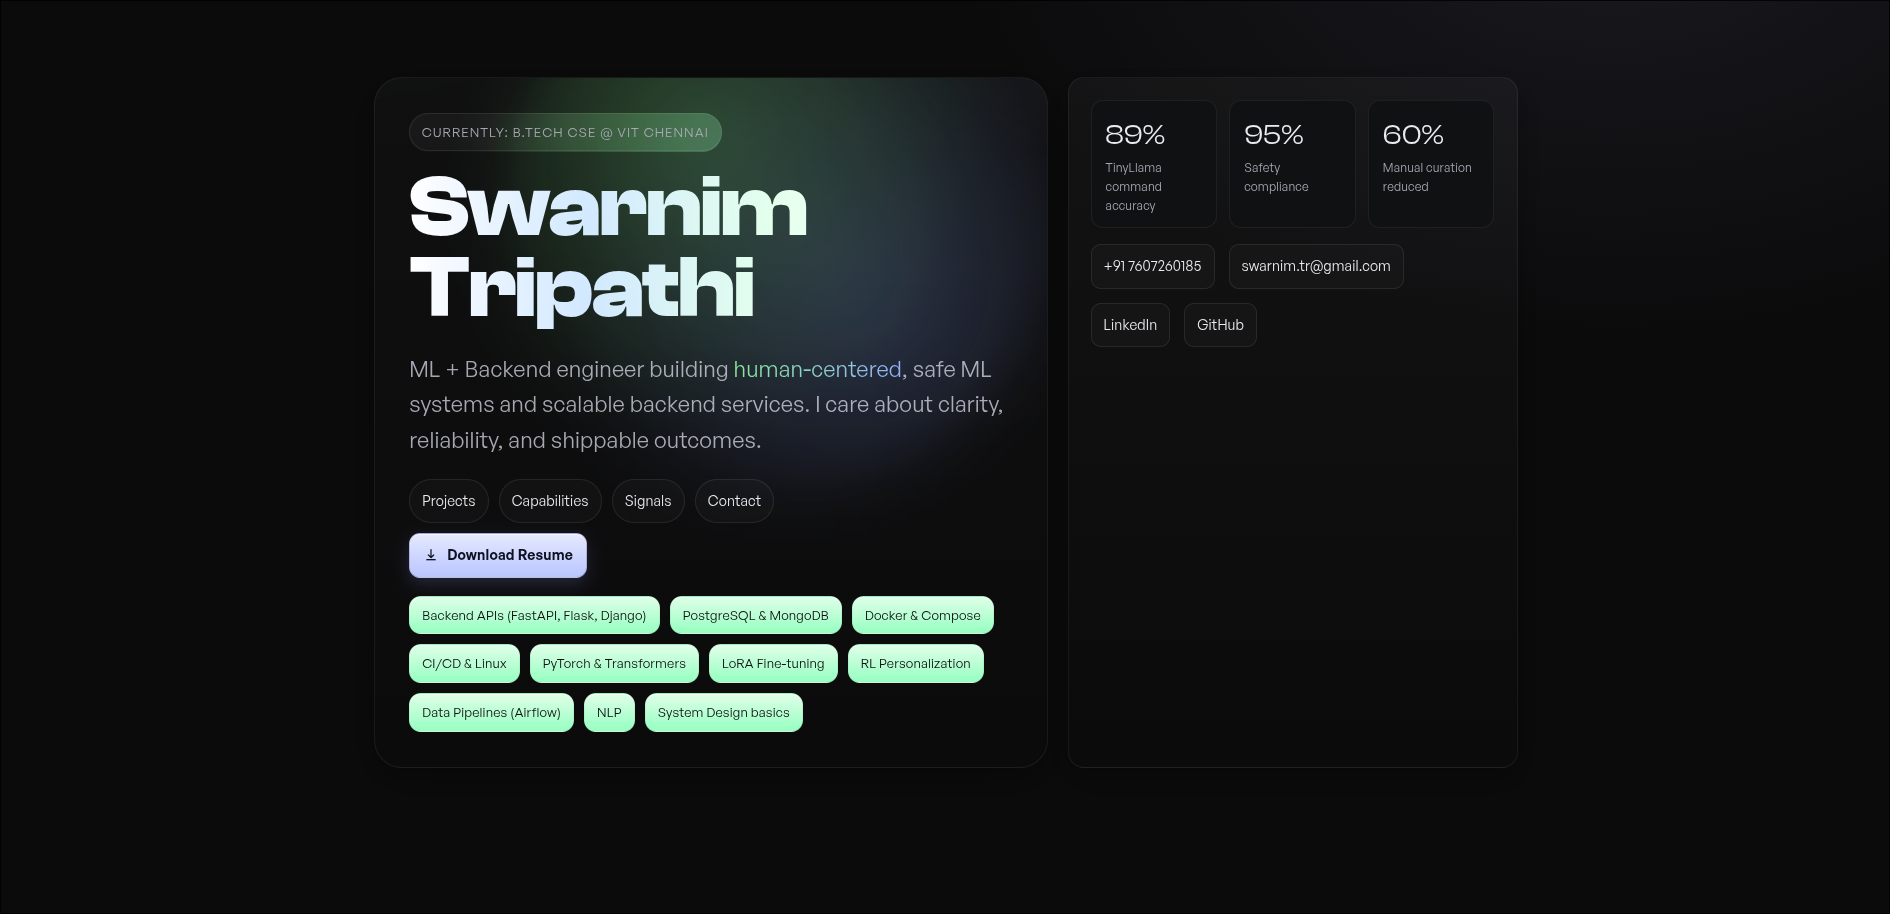 CURRENTLY: B.TECH CSE @ VIT CHENNAI
Swarnim
Tripathi
ML + Backend engineer building human-centered, safe ML
systems and scalable backend services. I care about clarity,
reliability, and shippable outcomes.
Projects
Capabilities
Signals
Contact
Download Resume
Backend APIs (FastAPI, Flask, Django)
PostgreSQL & MongoDB
Docker & Compose
CI/CD & Linux
PyTorch & Transformers
LoRA Fine-tuning
RL Personalization
Data Pipelines (Airflow)
NLP
System Design basics
89%
TinyLlama
command
accuracy
95%
Safety
compliance
60%
Manual curation
reduced
+91 7607260185
swarnim.tr@gmail.com
LinkedIn
GitHub